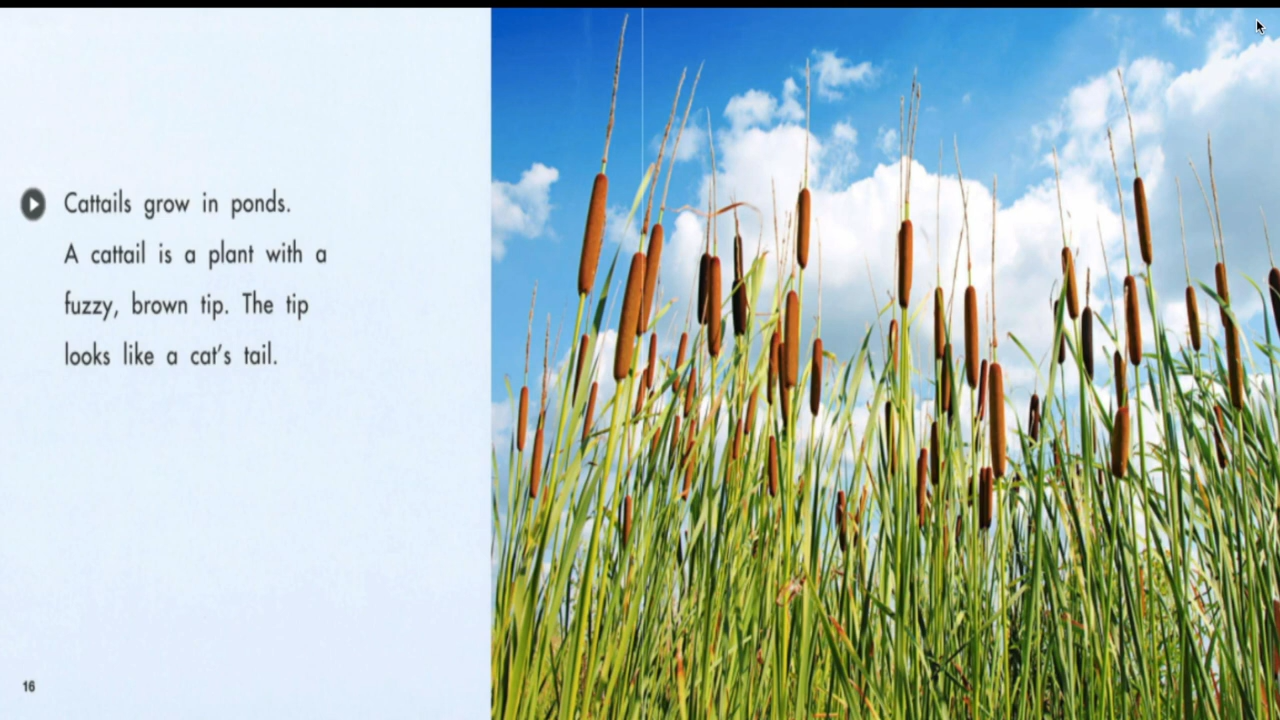 Cattails grow in ponds.
A cattail is a plant with a
fuzzy, brown tip. The tip
looks like a cat's tail.
16